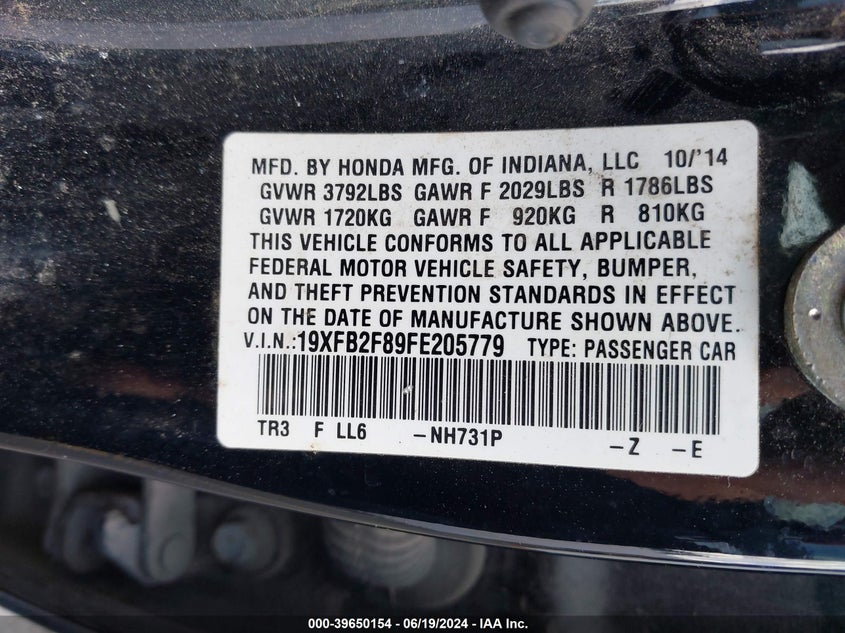 MFD. BY HONDA MFG. OF INDIANA, LLC 10/'14
GVWR 3792LBS GAWR F 2029LBS R 1786LBS
GVWR 1720KG GAWR F 920KG R 810KG
THIS VEHICLE CONFORMS TO ALL APPLICABLE
FEDERAL MOTOR VEHICLE SAFETY, BUMPER,
AND THEFT PREVENTION STANDARDS IN EFFECT
ON THE DATE OF MANUFACTURE SHOWN ABOVE.
V.I.N.:19XFB2F89FE205779 TYPE: PASSENGER CAR
TR3 F LL6 -NH731P -Z -E
000-39650154 - 06/19/2024 - IAA Inc.